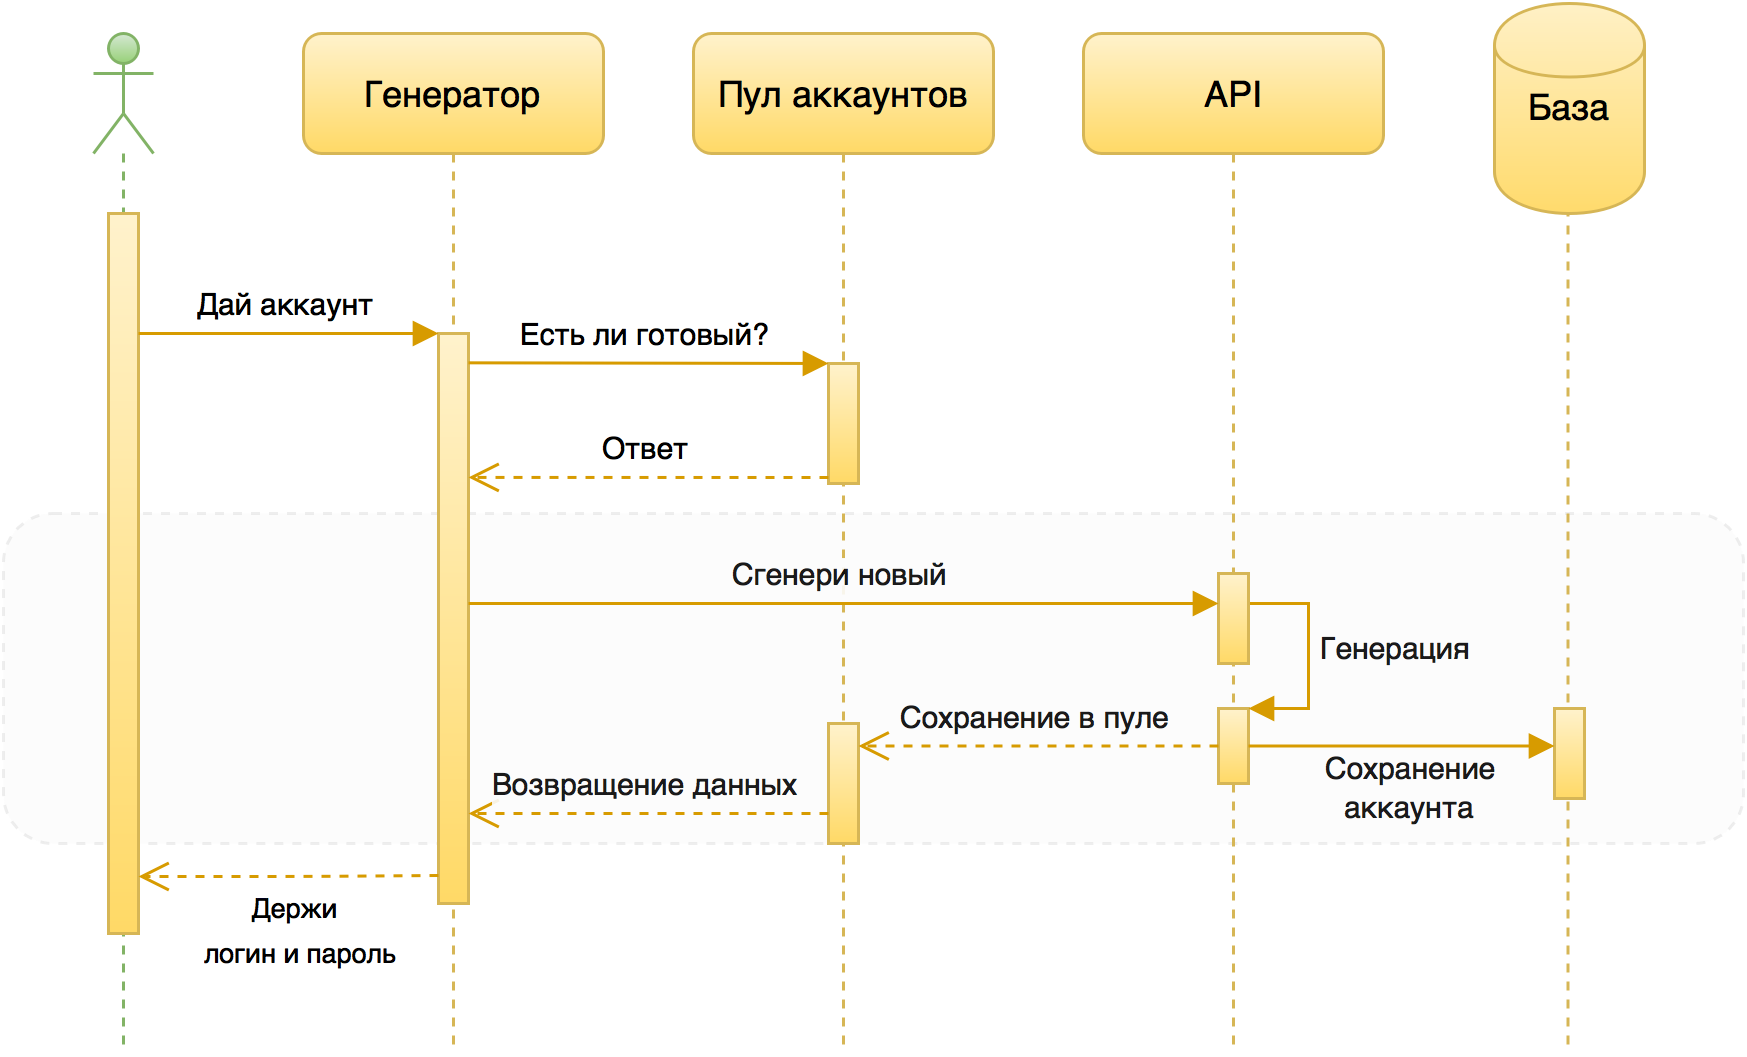 Генератор
Пул аккаунтов
API
База
Дай аккаунт
Есть ли готовый?
Ответ
Сгенери новый
Генерация
Сохранение в пуле
Сохранение
аккаунта
Возвращение данных
Держи
логин и пароль